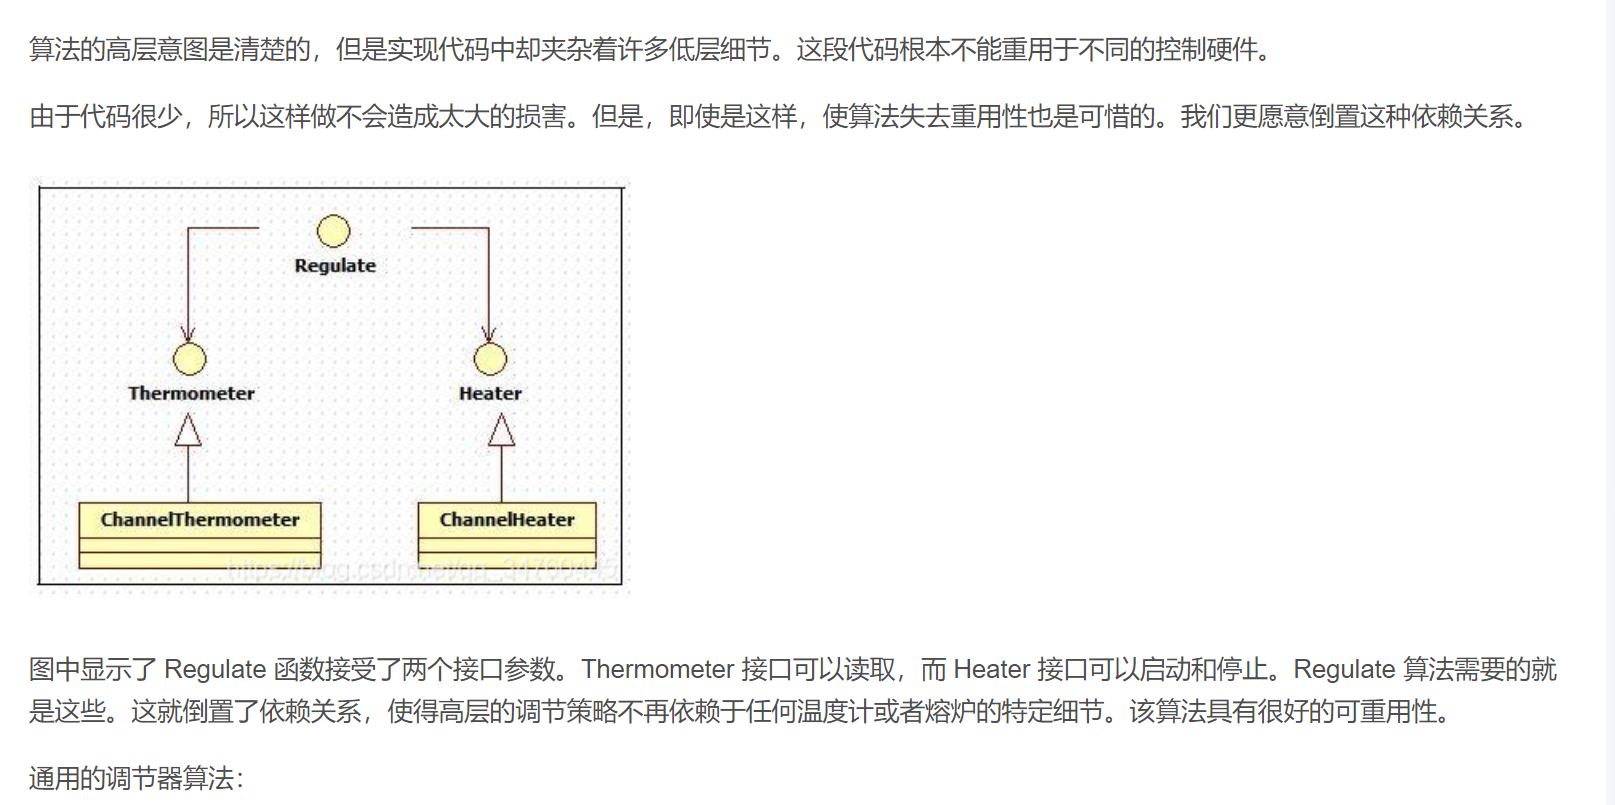 算法的高层意图是清楚的，但是实现代码中却夹杂着许多低层细节。这段代码根本不能重用于不同的控制硬件。
由于代码很少，所以这样做不会造成太大的损害。但是，即使是这样，使算法失去重用性也是可惜的。我们更愿意倒置这种依赖关系。
Regulate
Thermometer
Heater
ChannelThermometer
ChannelHeater
图中显示了 Regulate 函数接受了两个接口参数。Thermometer 接口可以读取，而 Heater 接口可以启动和停止。Regulate 算法需要的就
是这些。这就倒置了依赖关系，使得高层的调节策略不再依赖于任何温度计或者熔炉的特定细节。该算法具有很好的可重用性。
通用的调节器算法：